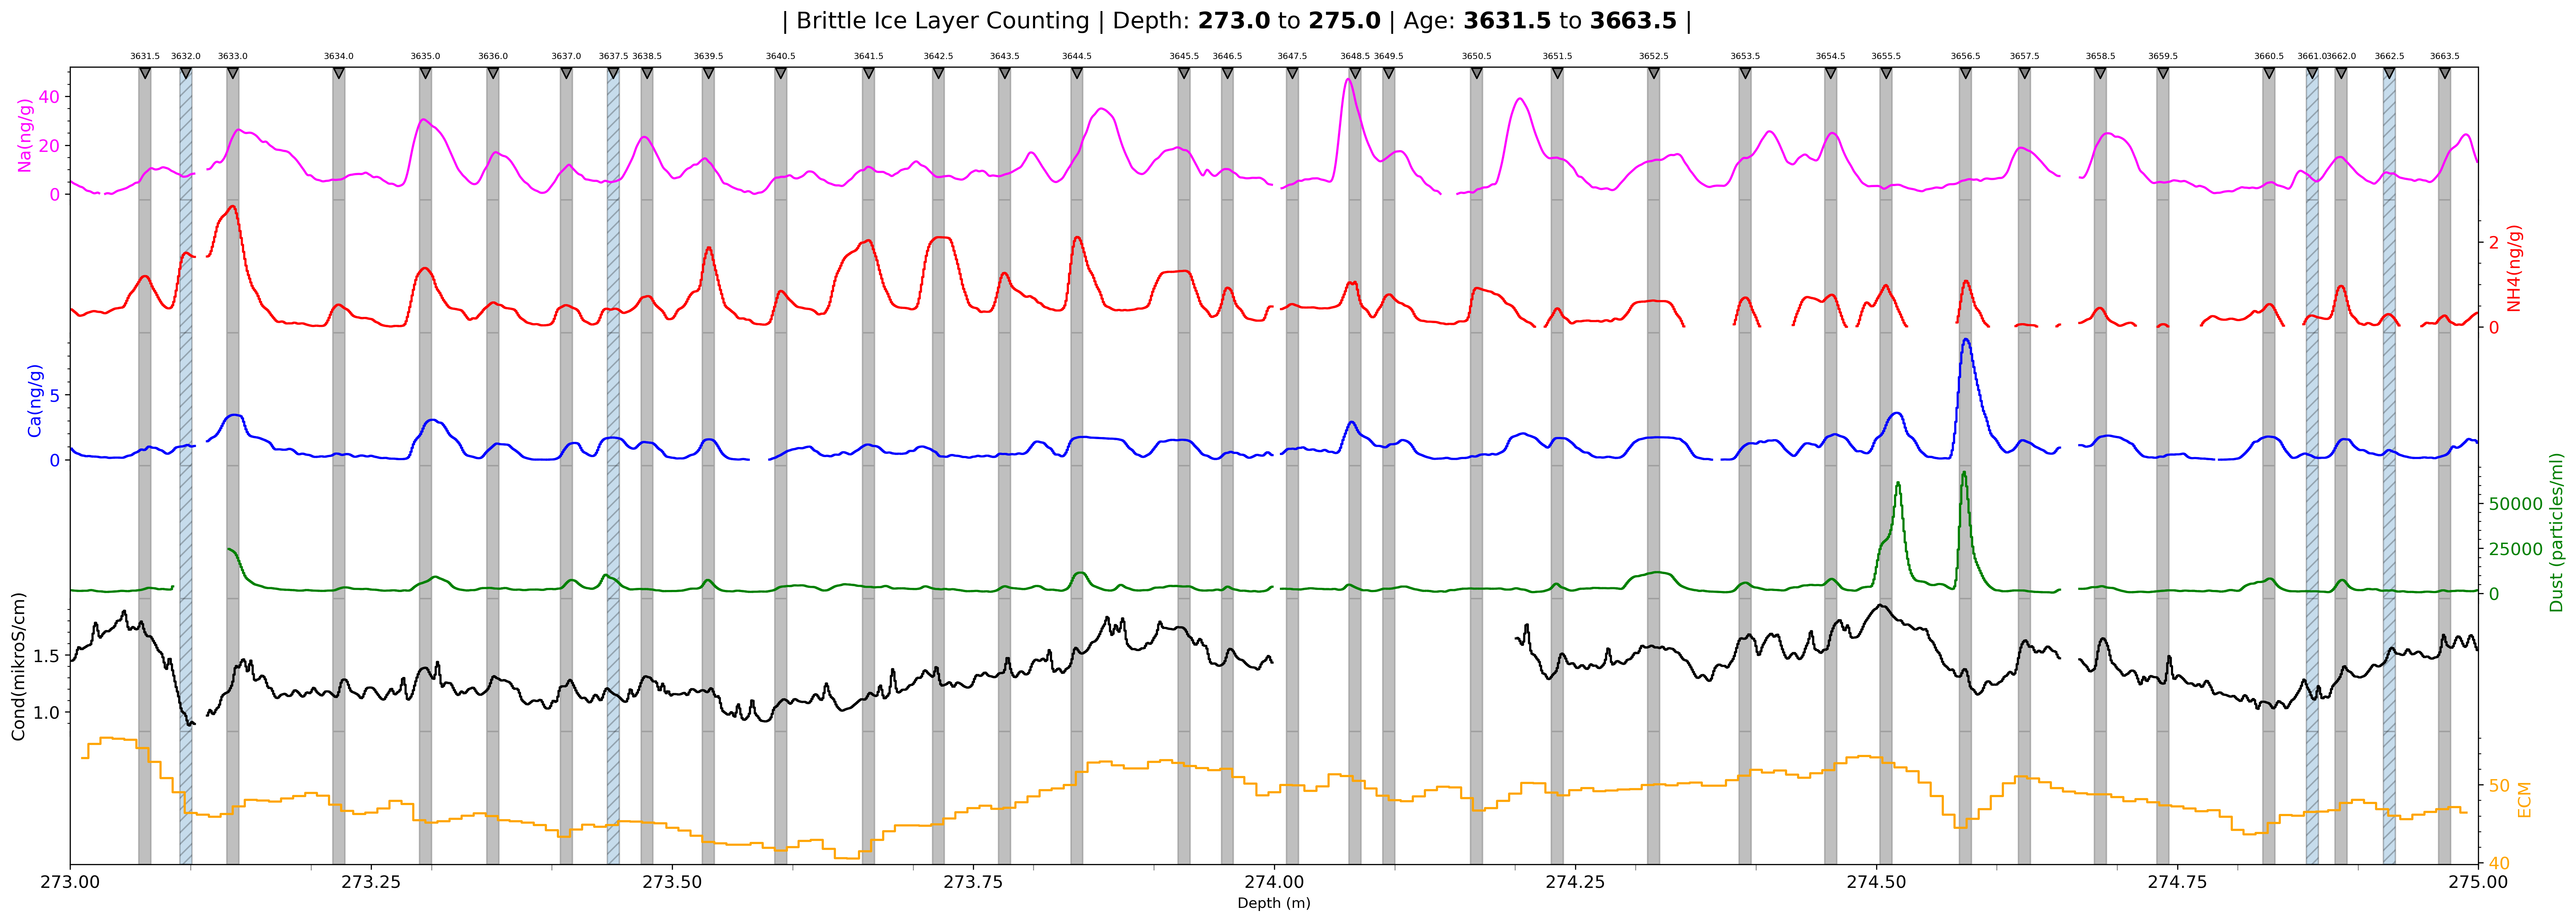 | Brittle Ice Layer Counting | Depth: 273.0 to 275.0 | Age: 3631.5 to 3663.5 |
3631.5 3632.0 3633.0 3634.0 3635.0 3636.0 3637.0 3637.5 3638.5 3639.5 3640.5 3641.5 3642.5 3643.5 3644.5 3645.5 3646.5 3647.5 3648.5 3649.5 3650.5 3651.5 3652.5 3653.5 3654.5 3655.5 3656.5 3657.5 3658.5 3659.5 3660.5 3661.0 3662.0 3662.5 3663.5
Na(ng/g)
40
20
0
NH4(ng/g)
2
0
Ca(ng/g)
5
0
Dust (particles/ml)
50000
25000
0
Cond(mikroS/cm)
1.5
1.0
ECM
50
40
273.00 273.25 273.50 273.75 274.00 274.25 274.50 274.75 275.00
Depth (m)